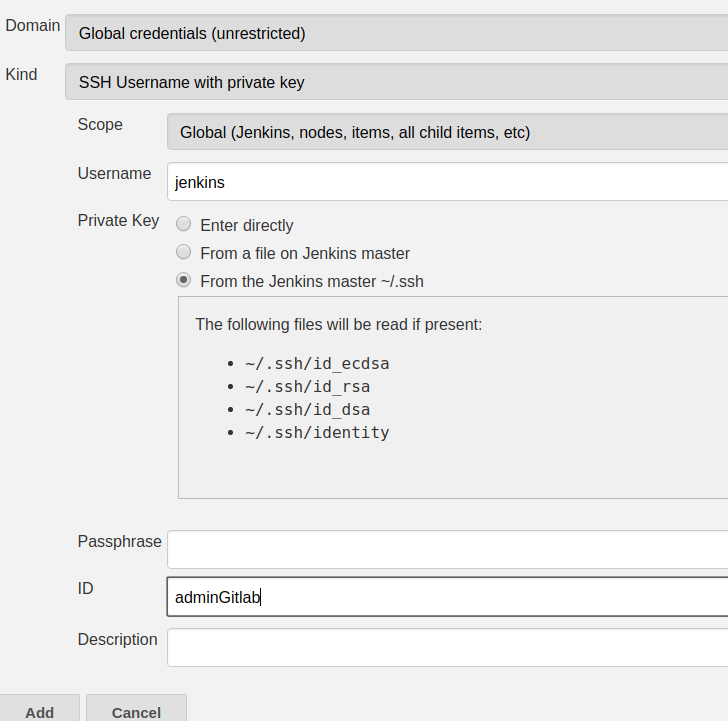 Domain Global credentials (unrestricted)
Kind SSH Username with private key
Scope Global (Jenkins, nodes, items, all child items, etc)
Username jenkins
Private Key Enter directly
From a file on Jenkins master
From the Jenkins master ~/.ssh
The following files will be read if present:
• ~/.ssh/id_ecdsa
• ~/.ssh/id_rsa
• ~/.ssh/id_dsa
• ~/.ssh/identity
Passphrase
ID adminGitlab
Description
Add Cancel